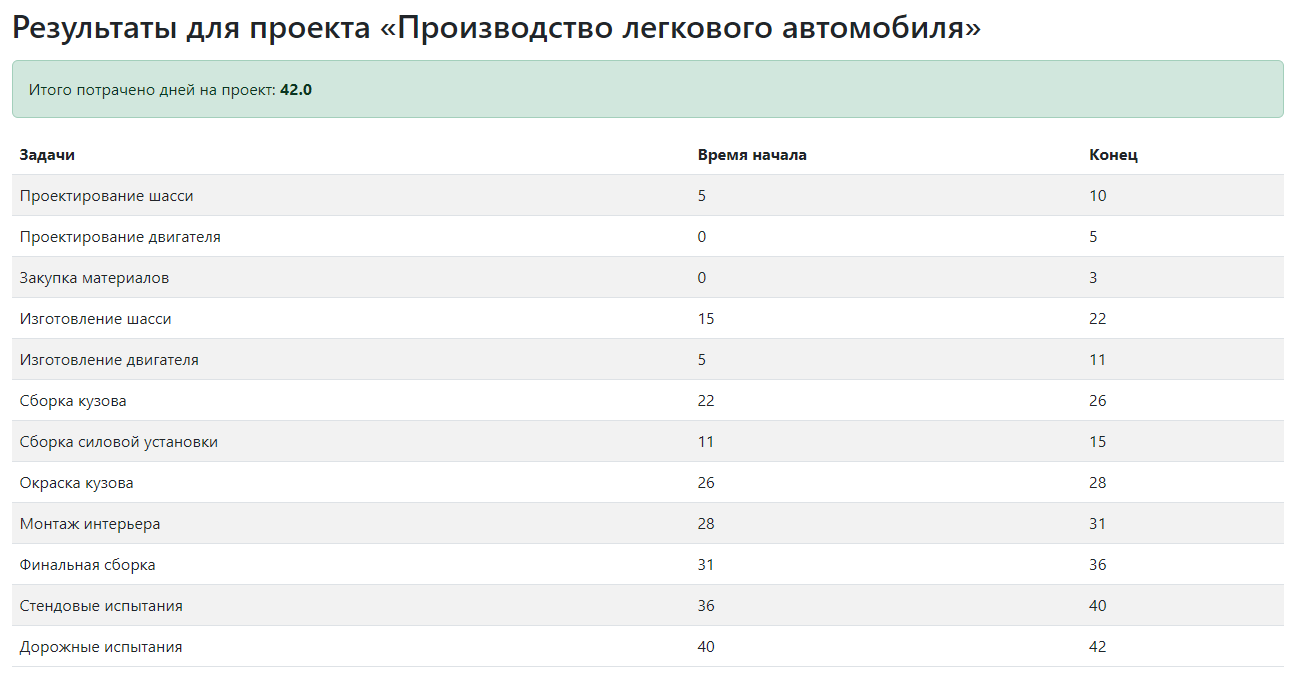 Результаты для проекта «Производство легкового автомобиля»
Итого потрачено дней на проект: 42.0
Задачи Время начала Конец
Проектирование шасси 5 10
Проектирование двигателя 0 5
Закупка материалов 0 3
Изготовление шасси 15 22
Изготовление двигателя 5 11
Сборка кузова 22 26
Сборка силовой установки 11 15
Окраска кузова 26 28
Монтаж интерьера 28 31
Финальная сборка 31 36
Стендовые испытания 36 40
Дорожные испытания 40 42